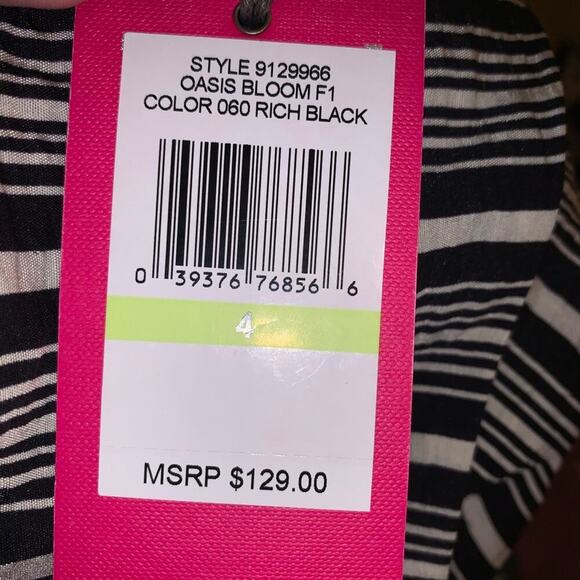 STYLE 9129966
OASIS BLOOM F1
COLOR 060 RICH BLACK
0 39376 76856 6
4
MSRP $129.00